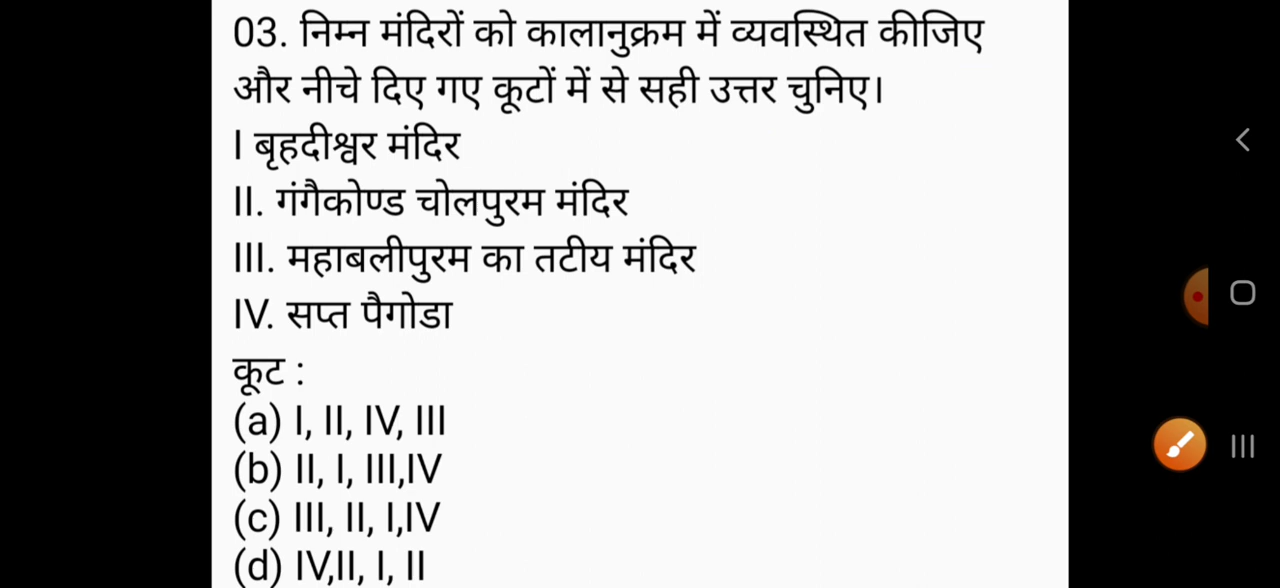 03. निम्न मंदिरों को कालानुक्रम में व्यवस्थित कीजिए
और नीचे दिए गए कूटों में से सही उत्तर चुनिए।
I बृहदीश्वर मंदिर
II. गंगैकोण्ड चोलपुरम मंदिर
III. महाबलीपुरम का तटीय मंदिर
IV. सप्त पैगोडा
कूट :
(a) I, II, IV, III
(b) II, I, III,IV
(c) III, II, I,IV
(d) IV,II, I, II